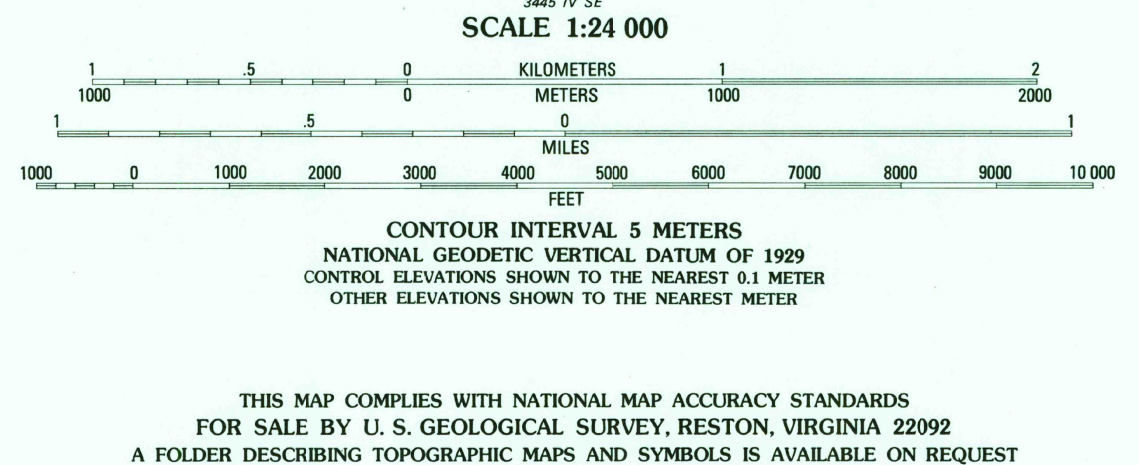 3445 IV SE
SCALE 1:24 000
1 .5 0 KILOMETERS 1 2
1000 0 METERS 1000 2000
1 .5 0 1
MILES
1000 0 1000 2000 3000 4000 5000 6000 7000 8000 9000 10 000
FEET
CONTOUR INTERVAL 5 METERS
NATIONAL GEODETIC VERTICAL DATUM OF 1929
CONTROL ELEVATIONS SHOWN TO THE NEAREST 0.1 METER
OTHER ELEVATIONS SHOWN TO THE NEAREST METER
THIS MAP COMPLIES WITH NATIONAL MAP ACCURACY STANDARDS
FOR SALE BY U. S. GEOLOGICAL SURVEY, RESTON, VIRGINIA 22092
A FOLDER DESCRIBING TOPOGRAPHIC MAPS AND SYMBOLS IS AVAILABLE ON REQUEST